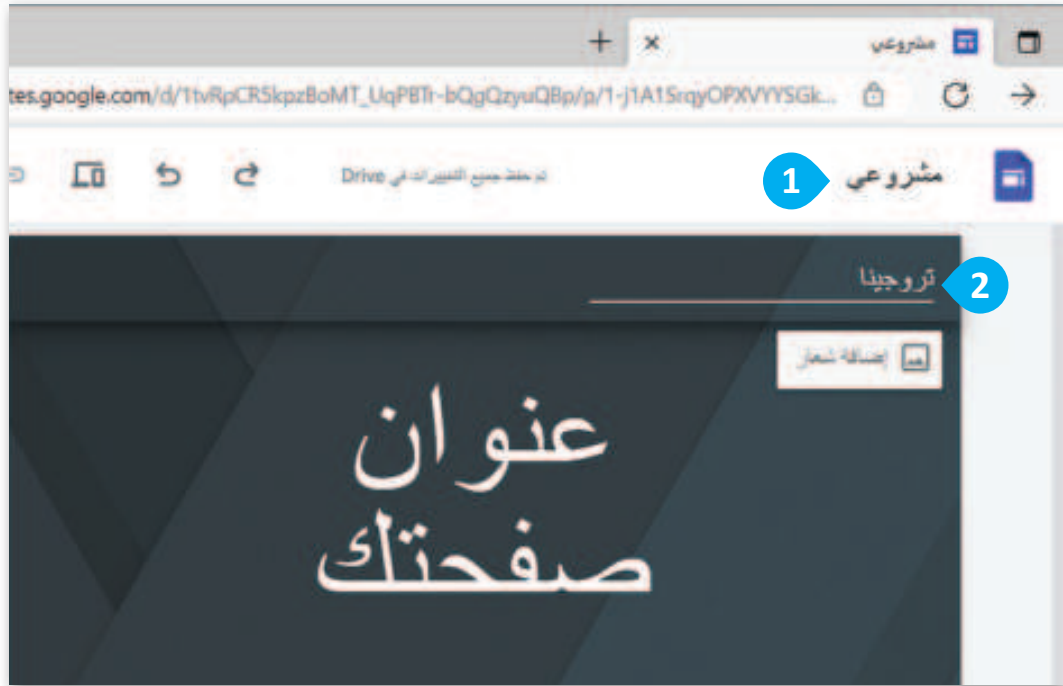 مشروعي
tes.google.com/d/1tvRpCR5kpzBoMT_UqP8Tr-bQgQzyuQBp/p/1-j1A1SrqyOPXVYYSGk...
مشروعي
1
تم حفظ جميع التغييرات في Drive
تروجينا
2
إضافة شعار
عنوان
صفحتك